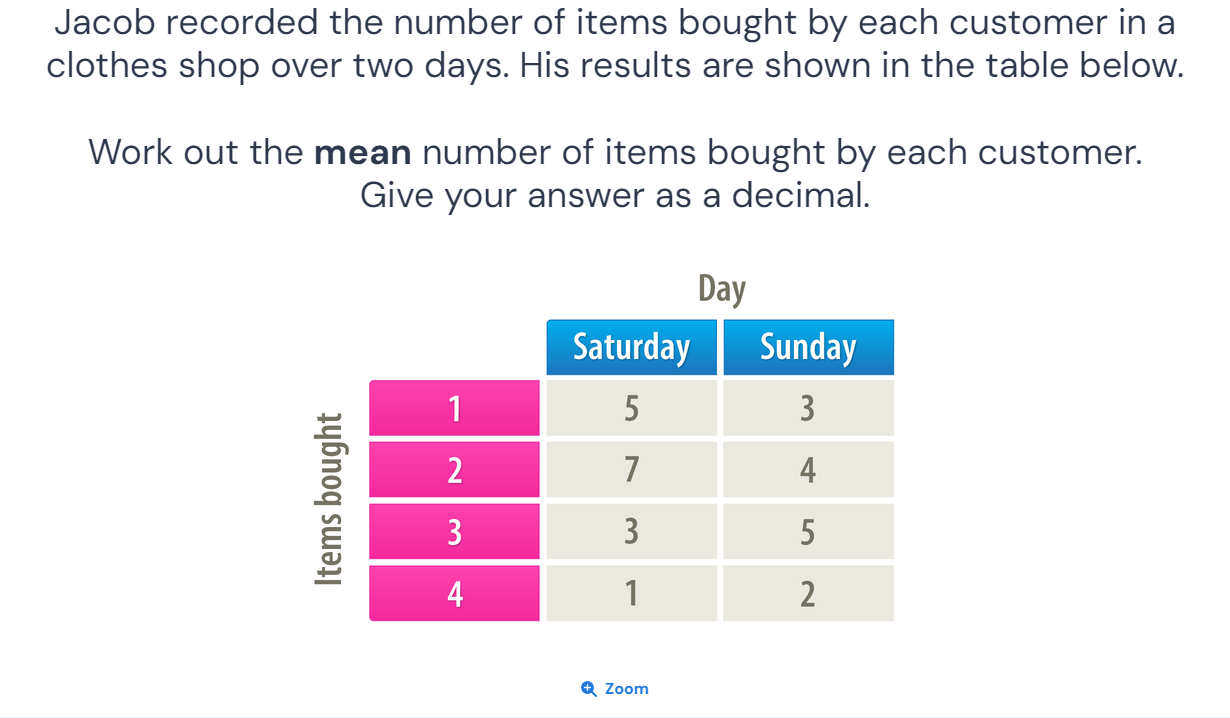 Jacob recorded the number of items bought by each customer in a
clothes shop over two days. His results are shown in the table below.
Work out the mean number of items bought by each customer.
Give your answer as a decimal.
Day
Saturday Sunday
Items bought
1 5 3
2 7 4
3 3 5
4 1 2
Zoom